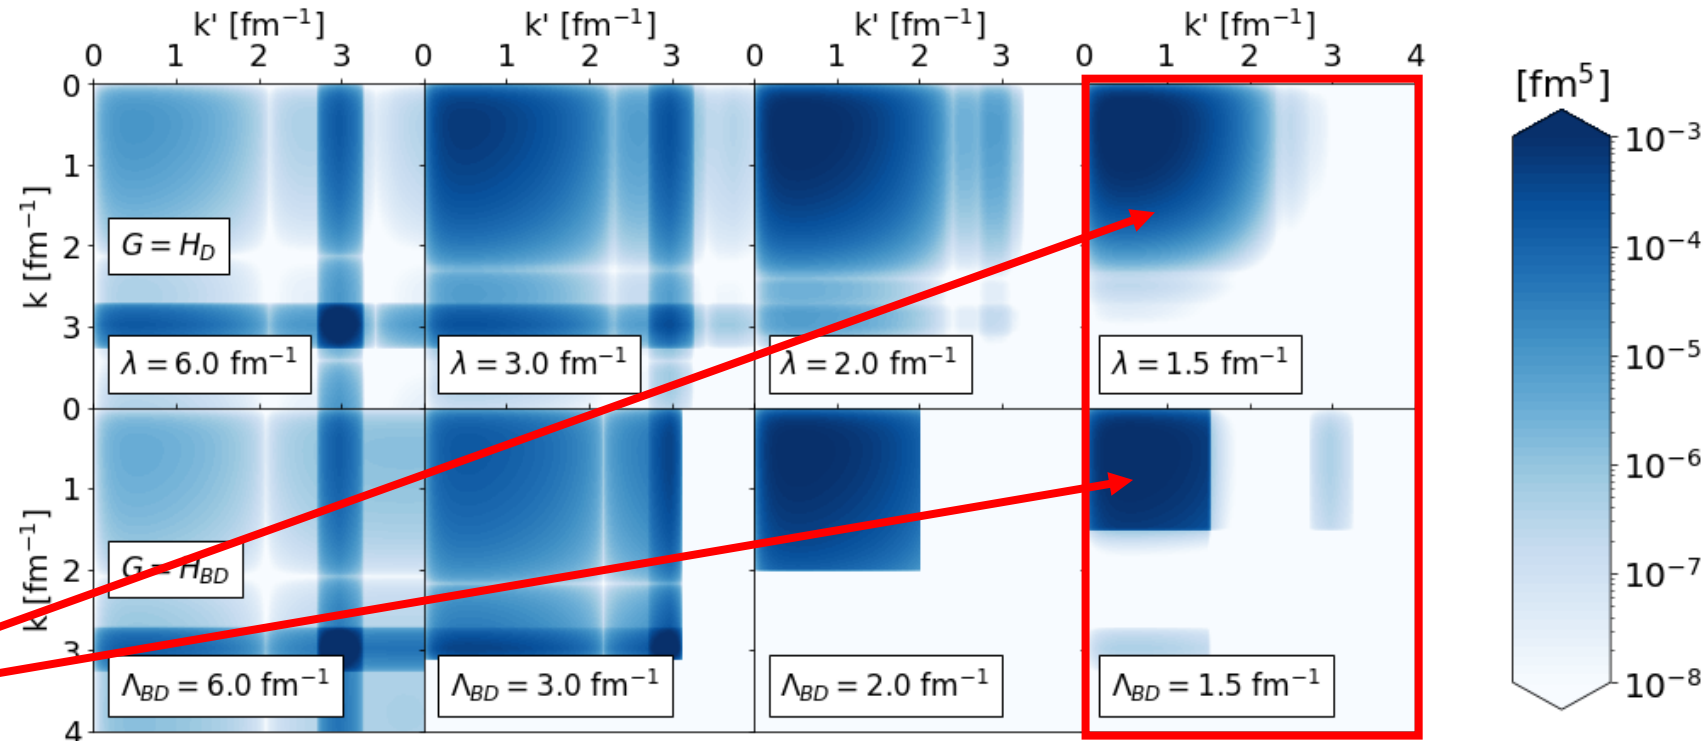 k' [fm⁻¹] k' [fm⁻¹] k' [fm⁻¹] k' [fm⁻¹]
0 1 2 3 0 1 2 3 0 1 2 3 0 1 2 3 4
[fm⁵]
0
1
2
3
k [fm⁻¹]
G = H_D
λ = 6.0 fm⁻¹
λ = 3.0 fm⁻¹
λ = 2.0 fm⁻¹
λ = 1.5 fm⁻¹
0
1
2
3
4
k [fm⁻¹]
G = H_BD
Λ_BD = 6.0 fm⁻¹
Λ_BD = 3.0 fm⁻¹
Λ_BD = 2.0 fm⁻¹
Λ_BD = 1.5 fm⁻¹
10⁻³
10⁻⁴
10⁻⁵
10⁻⁶
10⁻⁷
10⁻⁸